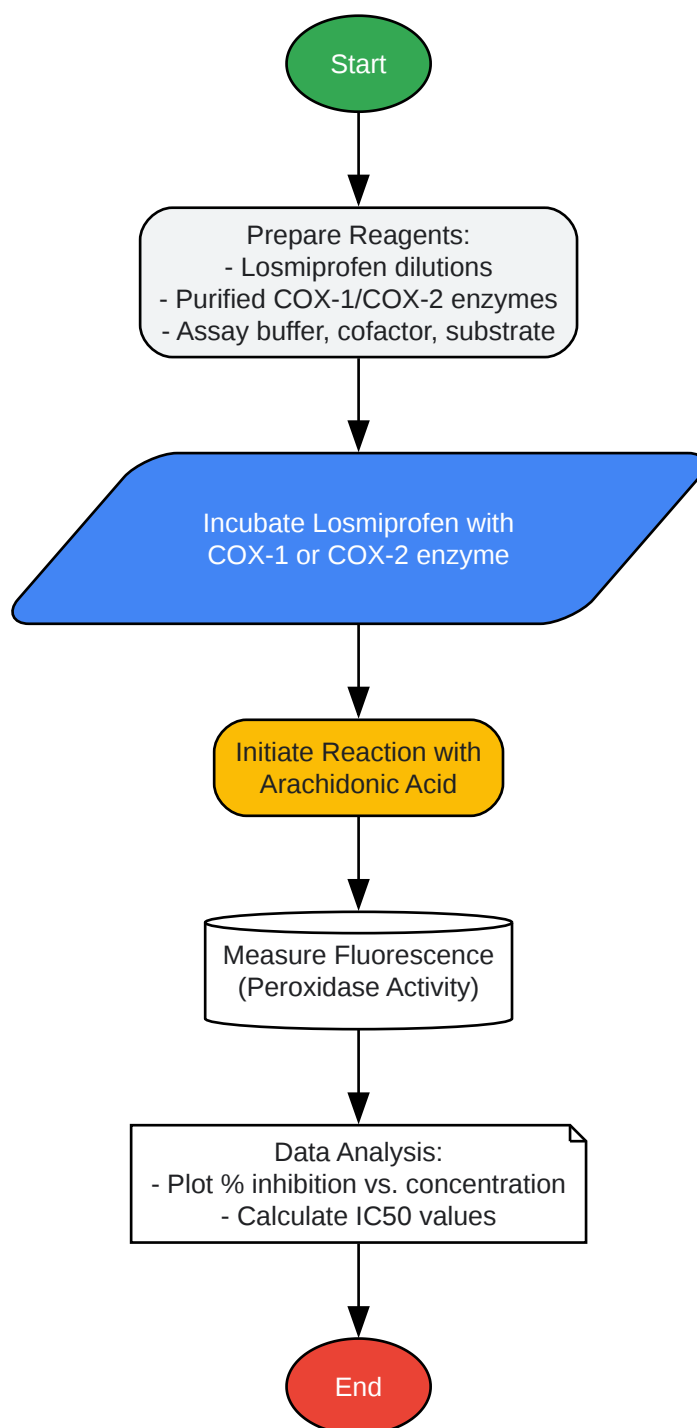 Start
Prepare Reagents:
- Losmiprofen dilutions
- Purified COX-1/COX-2 enzymes
- Assay buffer, cofactor, substrate
Incubate Losmiprofen with
COX-1 or COX-2 enzyme
Initiate Reaction with
Arachidonic Acid
Measure Fluorescence
(Peroxidase Activity)
Data Analysis:
- Plot % inhibition vs. concentration
- Calculate IC50 values
End